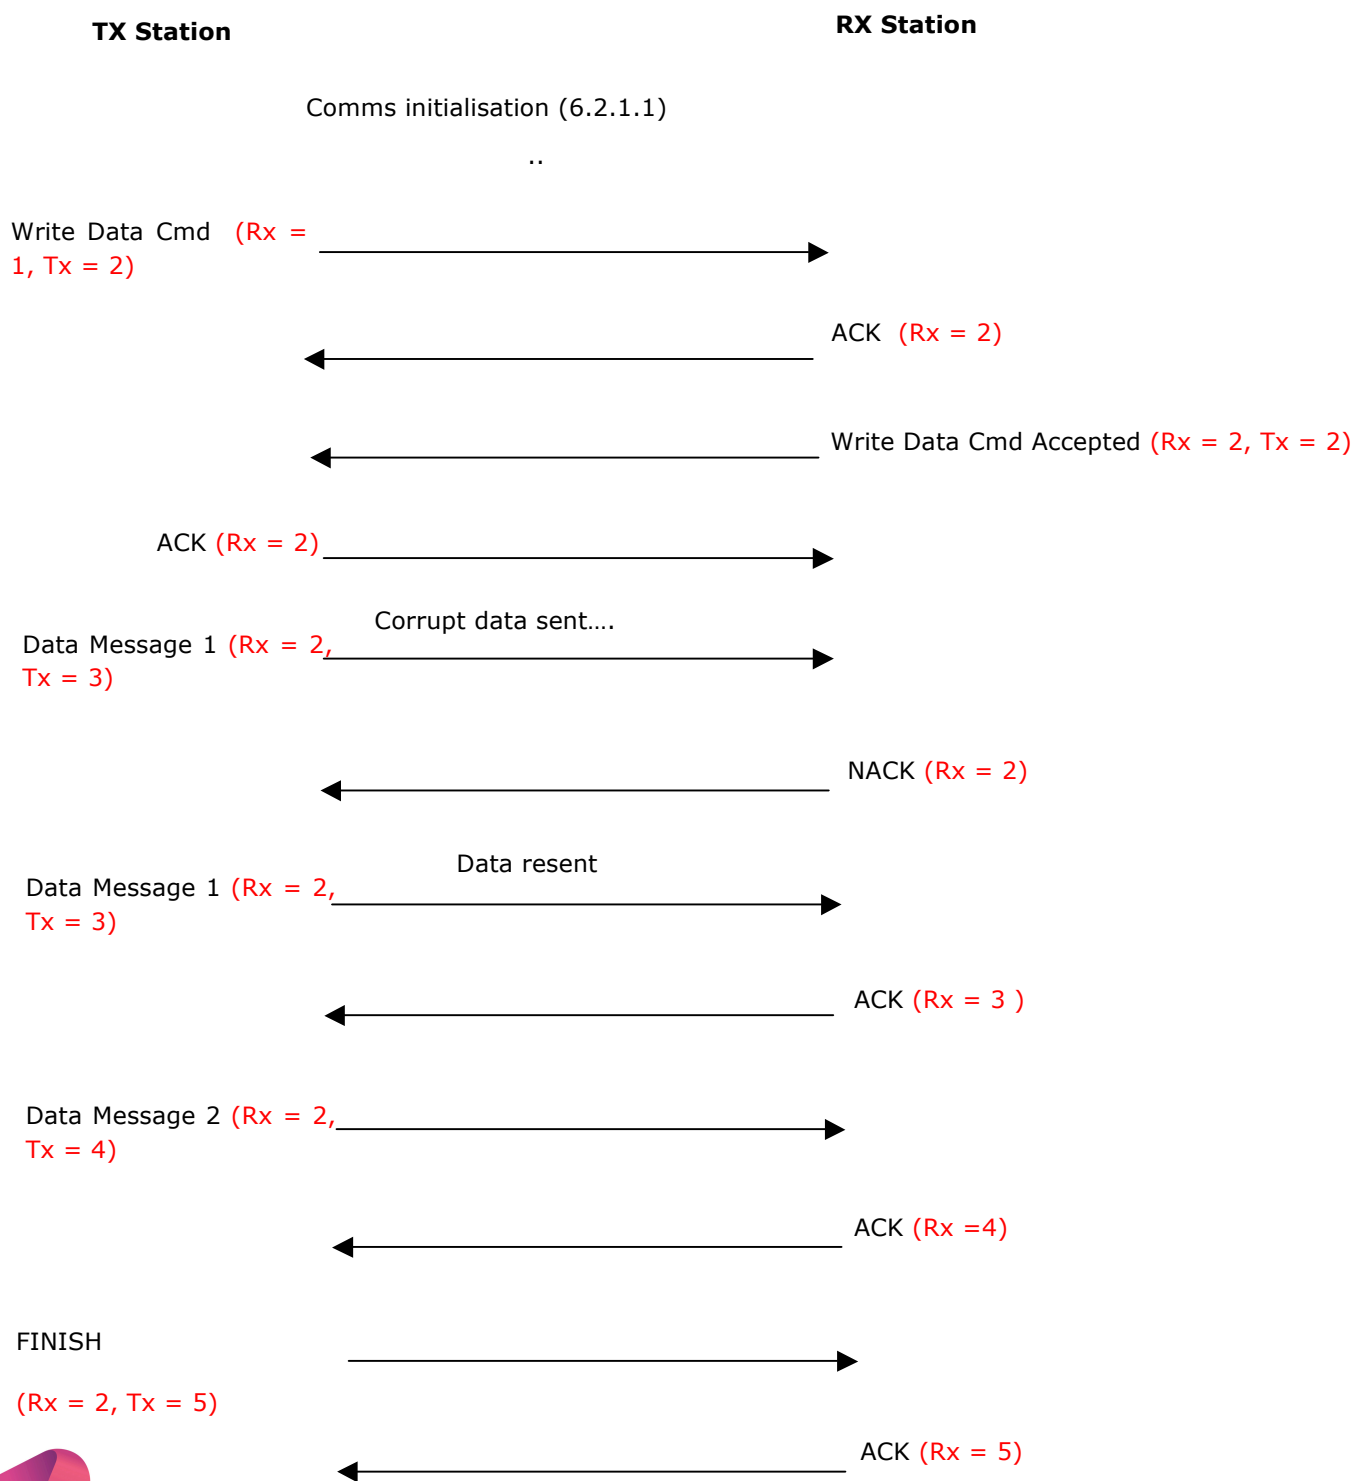 TX Station
RX Station
Comms initialisation (6.2.1.1)
..
Write Data Cmd (Rx =
1, Tx = 2)
ACK (Rx = 2)
Write Data Cmd Accepted (Rx = 2, Tx = 2)
ACK (Rx = 2)
Corrupt data sent....
Data Message 1 (Rx = 2,
Tx = 3)
NACK (Rx = 2)
Data resent
Data Message 1 (Rx = 2,
Tx = 3)
ACK (Rx = 3 )
Data Message 2 (Rx = 2,
Tx = 4)
ACK (Rx =4)
FINISH
(Rx = 2, Tx = 5)
ACK (Rx = 5)